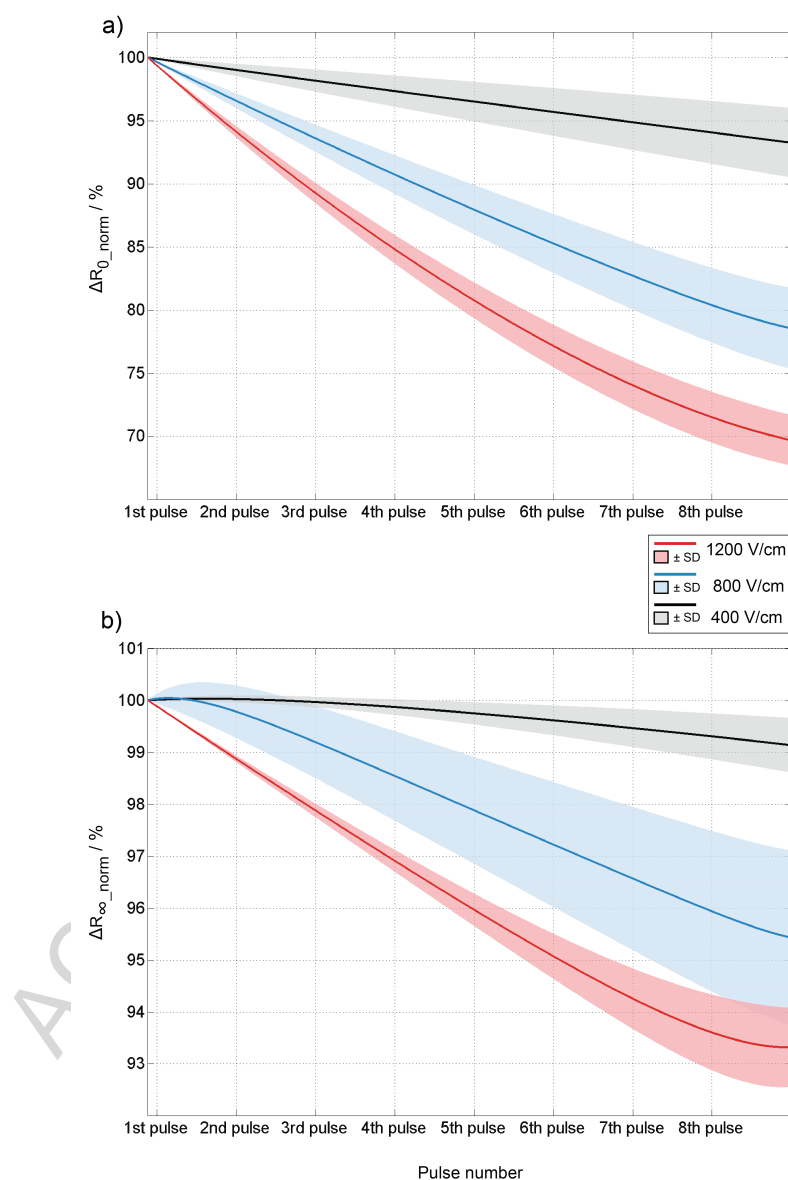 a)
100
95
90
85
80
75
70
ΔR0_norm / %
1st pulse 2nd pulse 3rd pulse 4th pulse 5th pulse 6th pulse 7th pulse 8th pulse
± SD 1200 V/cm
± SD 800 V/cm
± SD 400 V/cm
b)
101
100
99
98
97
96
95
94
93
ΔR∞_norm / %
1st pulse 2nd pulse 3rd pulse 4th pulse 5th pulse 6th pulse 7th pulse 8th pulse
Pulse number